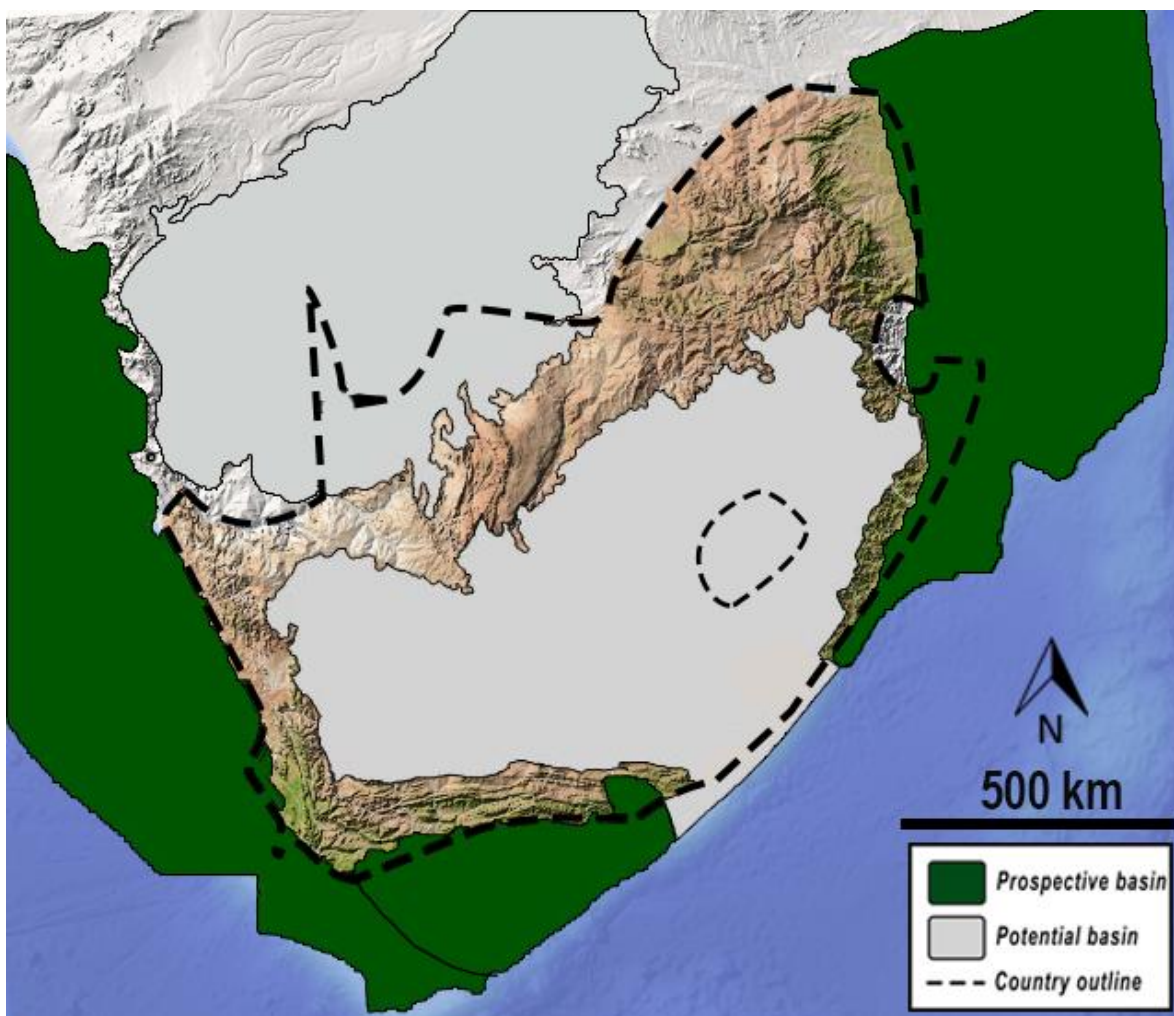 N
500 km
Prospective basin
Potential basin
Country outline